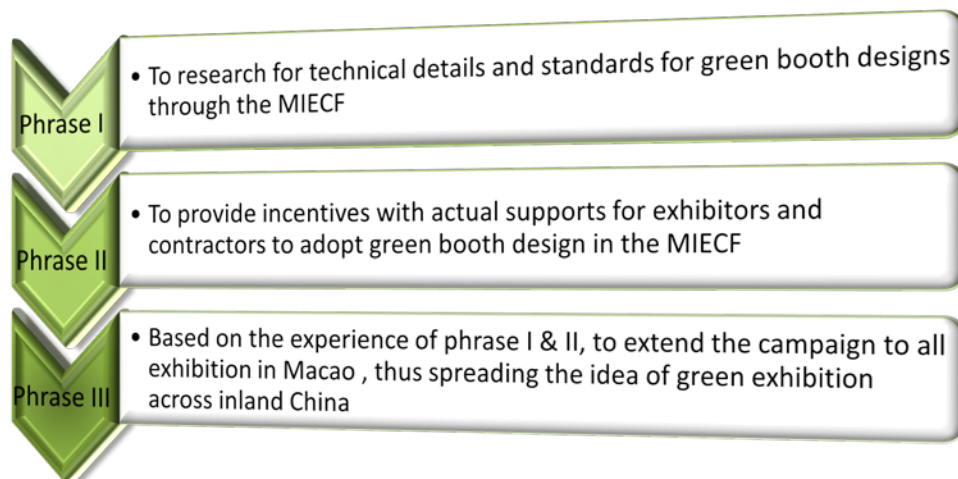 Phrase I
• To research for technical details and standards for green booth designs
through the MIECF
Phrase II
• To provide incentives with actual supports for exhibitors and
contractors to adopt green booth design in the MIECF
Phrase III
• Based on the experience of phrase I & II, to extend the campaign to all
exhibition in Macao , thus spreading the idea of green exhibition
across inland China